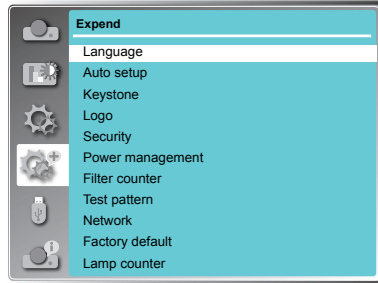 Expend
Language
Auto setup
Keystone
Logo
Security
Power management
Filter counter
Test pattern
Network
Factory default
Lamp counter